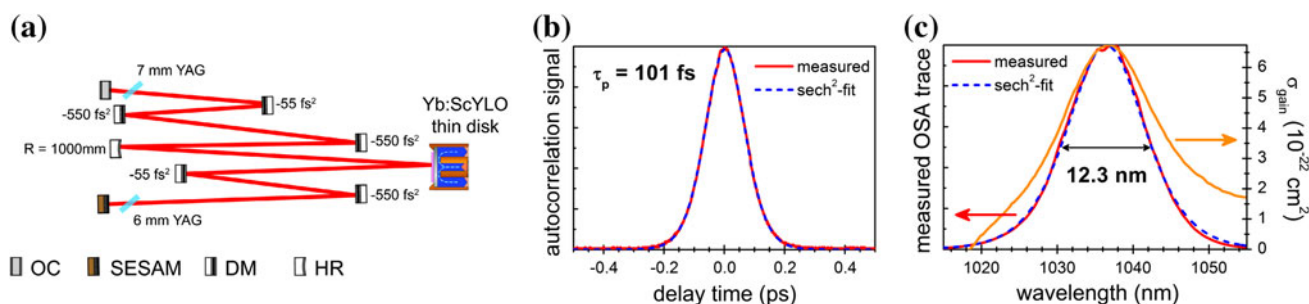 (a)
7 mm YAG
-55 fs²
-550 fs²
Yb:ScYLO
thin disk
-550 fs²
R = 1000mm
-55 fs²
-550 fs²
6 mm YAG
OC SESAM DM HR
(b)
τp = 101 fs
measured
sech²-fit
autocorrelation signal
-0.4 -0.2 0.0 0.2 0.4
delay time (ps)
(c)
measured
sech²-fit
12.3 nm
measured OSA trace
6
5
4
3
2
1
0
σgain (10⁻²² cm²)
1020 1030 1040 1050
wavelength (nm)